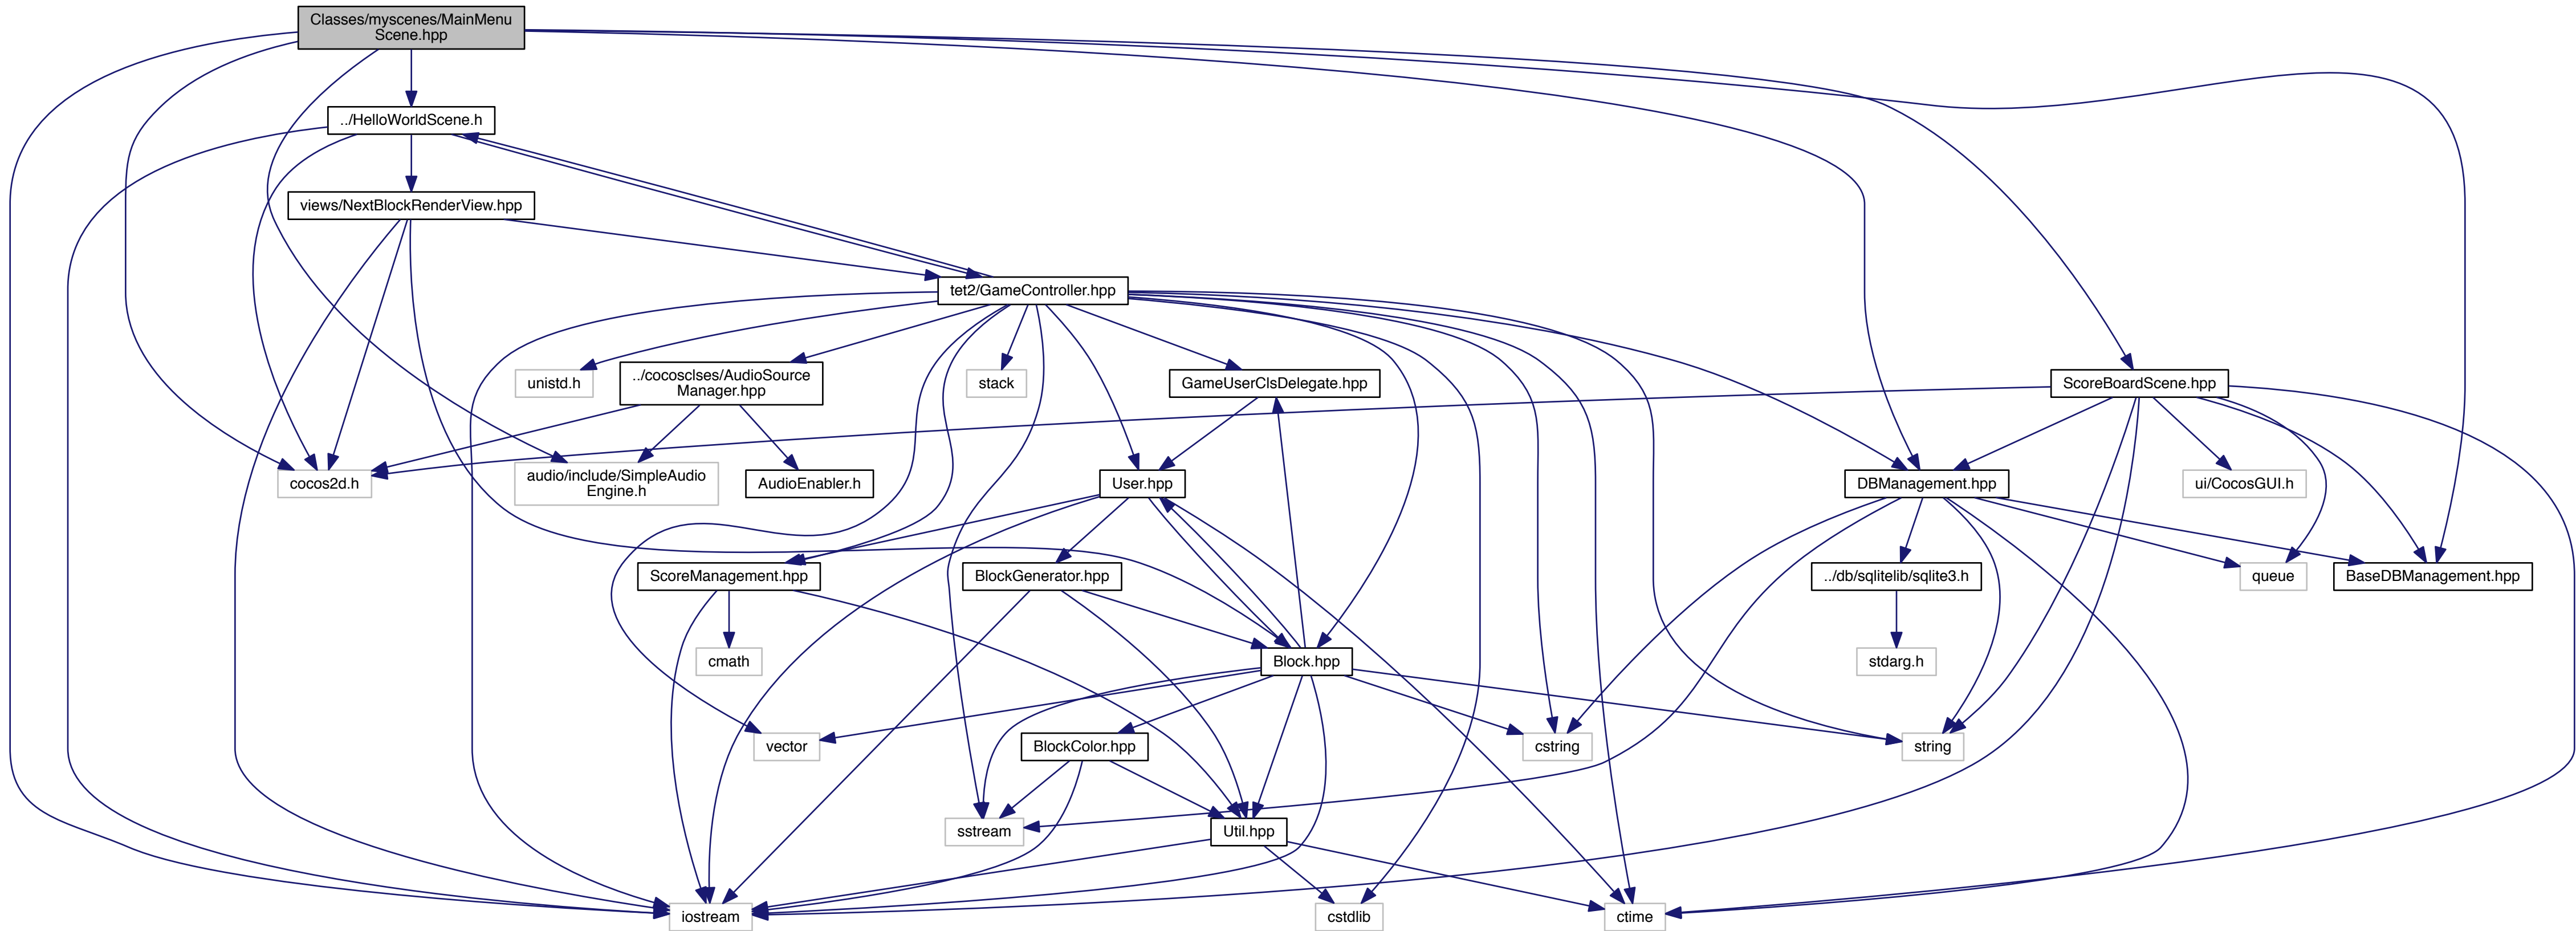 Classes/myscenes/MainMenu
Scene.hpp
../HelloWorldScene.h
views/NextBlockRenderView.hpp
tet2/GameController.hpp
unistd.h
../cocosclses/AudioSource
Manager.hpp
stack
GameUserClsDelegate.hpp
ScoreBoardScene.hpp
cocos2d.h
audio/include/SimpleAudio
Engine.h
AudioEnabler.h
User.hpp
DBManagement.hpp
ui/CocosGUI.h
ScoreManagement.hpp
BlockGenerator.hpp
../db/sqlitelib/sqlite3.h
queue
BaseDBManagement.hpp
cmath
Block.hpp
stdarg.h
vector
BlockColor.hpp
cstring
string
sstream
Util.hpp
iostream
cstdlib
ctime